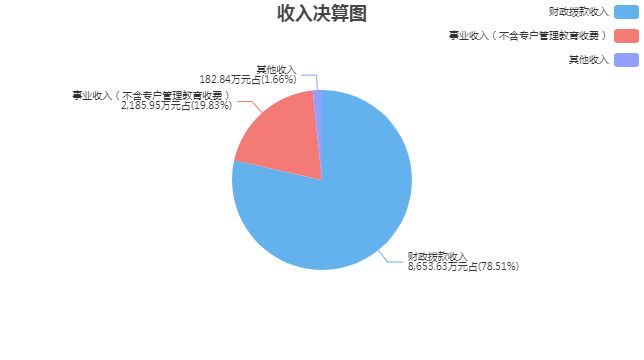 收入决算图
财政拨款收入
事业收入（不含专户管理教育收费）
其他收入
其他收入
182.84万元占(1.66%)
事业收入（不含专户管理教育收费）
2,185.95万元占(19.83%)
财政拨款收入
8,653.63万元占(78.51%)